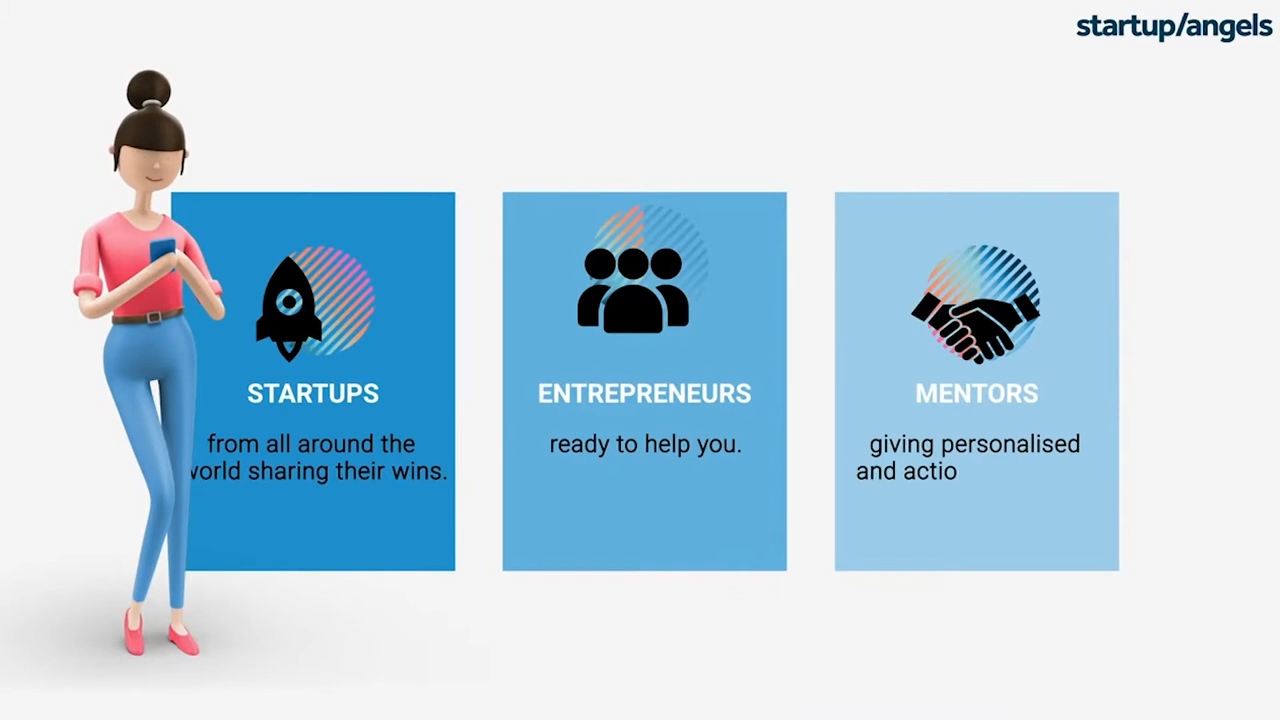 startup/angels
STARTUPS
from all around the
world sharing their wins.
ENTREPRENEURS
ready to help you.
MENTORS
giving personalised
and actio